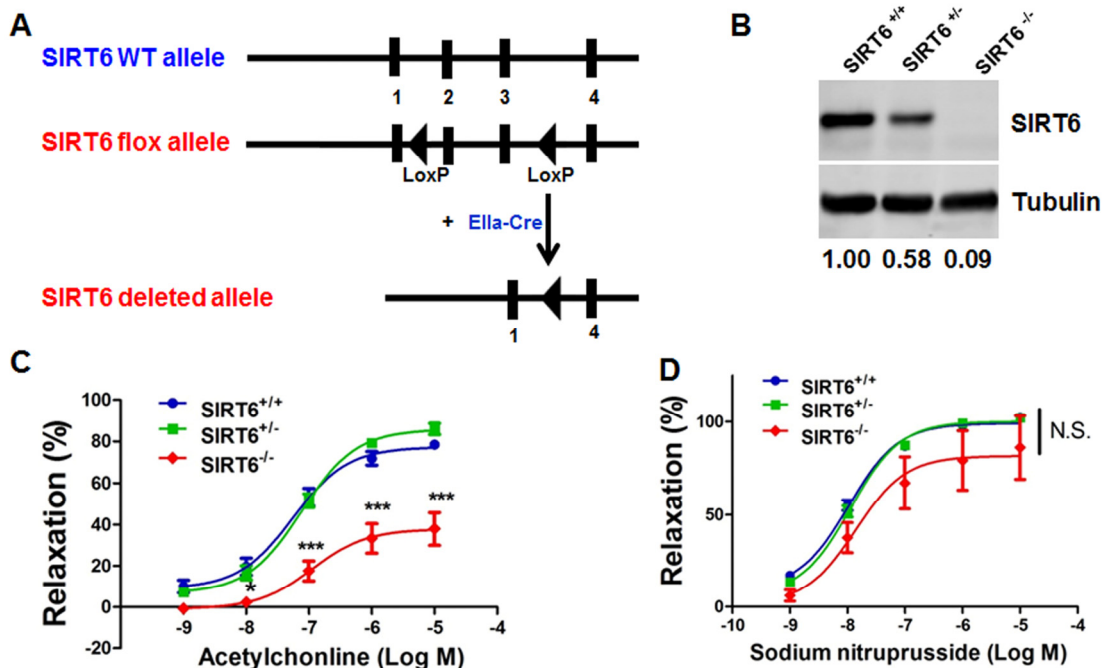 A
SIRT6 WT allele
1 2 3 4
SIRT6 flox allele
LoxP LoxP
+ EIIa-Cre
SIRT6 deleted allele
1 4
B
SIRT6+/+ SIRT6+/- SIRT6-/-
SIRT6
Tubulin
1.00 0.58 0.09
C
SIRT6+/+
SIRT6+/-
SIRT6-/-
Relaxation (%)
100
80
60
40
20
0
-20
*
***
***
***
-9 -8 -7 -6 -5 -4
Acetylchonline (Log M)
D
SIRT6+/+
SIRT6+/-
SIRT6-/-
N.S.
Relaxation (%)
100
50
0
-10 -9 -8 -7 -6 -5 -4
Sodium nitruprusside (Log M)